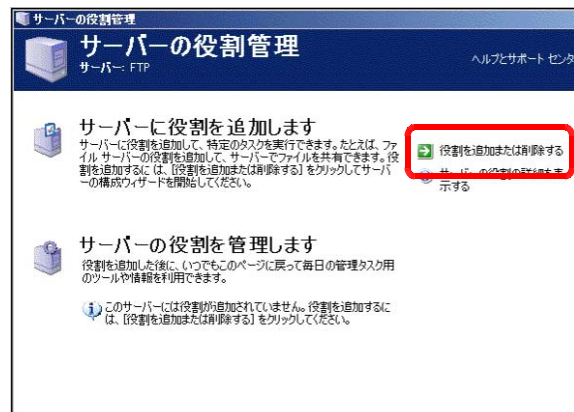 サーバーの役割管理
サーバーの役割管理
サーバー: FTP
ヘルプとサポート センタ
サーバーに役割を追加します
サーバーに役割を追加して、特定のタスクを実行できます。たとえば、ファ
イル サーバーの役割を追加して、サーバーでファイルを共有できます。役
割を追加するに は、[役割を追加または削除する] をクリックしてサーバ
ーの構成ウィザードを開始してください。
役割を追加または削除する
サーバーの役割の詳細を表
示する
サーバーの役割を管理します
役割を追加した後に、いつでもこのページに戻って毎日の管理タスク用
のツールや情報を利用できます。
このサーバーには役割が追加されていません。役割を追加するに
は、[役割を追加または削除する] をクリックしてください。